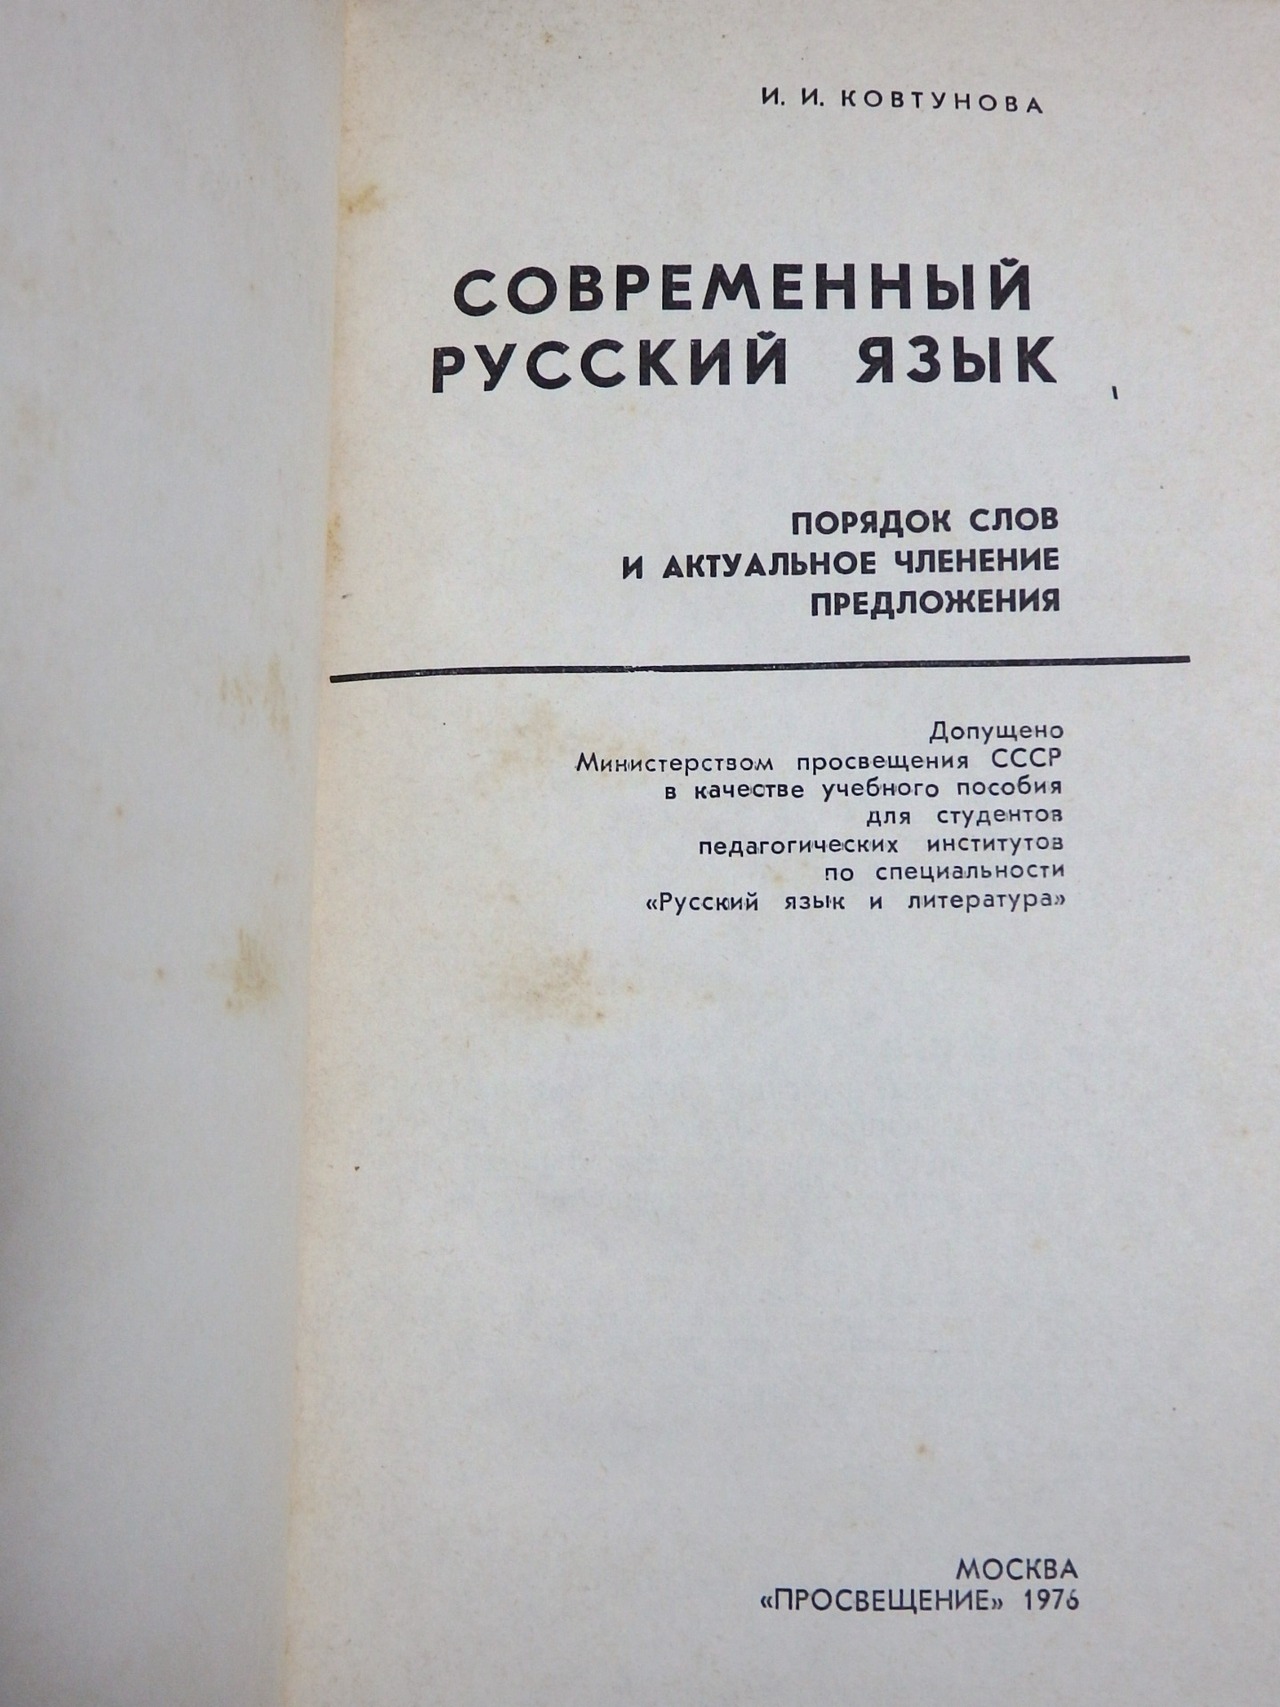 И. И. КОВТУНОВА
СОВРЕМЕННЫЙ
РУССКИЙ ЯЗЫК
ПОРЯДОК СЛОВ
И АКТУАЛЬНОЕ ЧЛЕНЕНИЕ
ПРЕДЛОЖЕНИЯ
Допущено
Министерством просвещения СССР
в качестве учебного пособия
для студентов
педагогических институтов
по специальности
«Русский язык и литература»
МОСКВА
«ПРОСВЕЩЕНИЕ» 1976